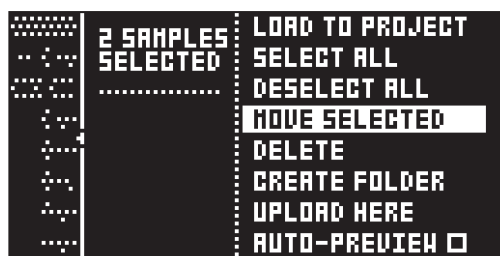 2 SAMPLES
SELECTED
LOAD TO PROJECT
SELECT ALL
DESELECT ALL
MOVE SELECTED
DELETE
CREATE FOLDER
UPLOAD HERE
AUTO-PREVIEW